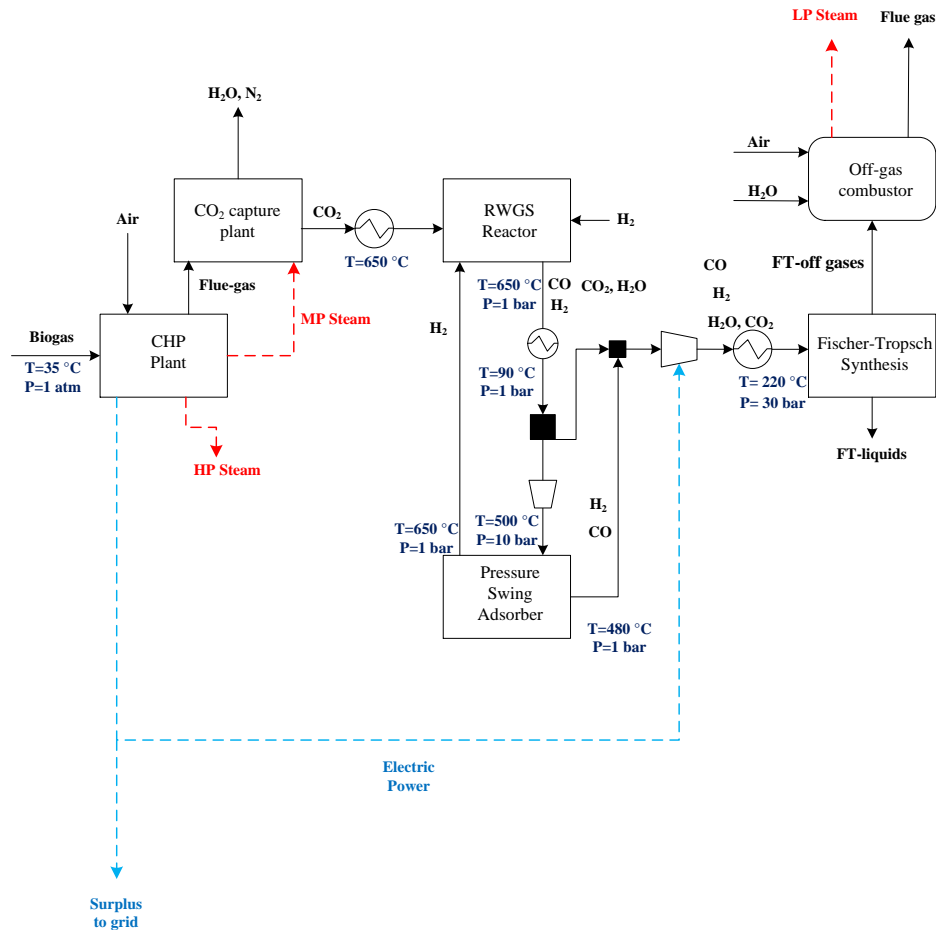 LP Steam
Flue gas
H₂O, N₂
Air
Off-gas
combustor
H₂O
Air
CO₂ capture
plant
CO₂
T=650 °C
RWGS
Reactor
H₂
FT-off gases
Flue-gas
MP Steam
Biogas
T=35 °C
P=1 atm
CHP
Plant
HP Steam
H₂
T=650 °C
P=1 bar
CO
H₂
CO₂, H₂O
T=90 °C
P=1 bar
CO
H₂
H₂O, CO₂
T= 220 °C
P= 30 bar
Fischer-Tropsch
Synthesis
FT-liquids
T=650 °C
P=1 bar
T=500 °C
P=10 bar
H₂
CO
Pressure
Swing
Adsorber
T=480 °C
P=1 bar
Electric
Power
Surplus
to grid